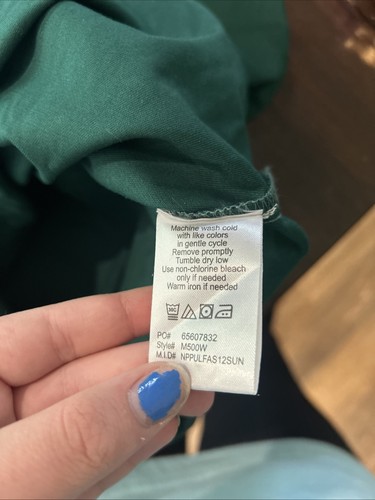 Machine wash cold
with like colors
in gentle cycle
Remove promptly
Tumble dry low
Use non-chlorine bleach
only if needed
Warm iron if needed
30C
PO# 65607832
Style# M500W
M.I.D# NPPULFAS12SUN